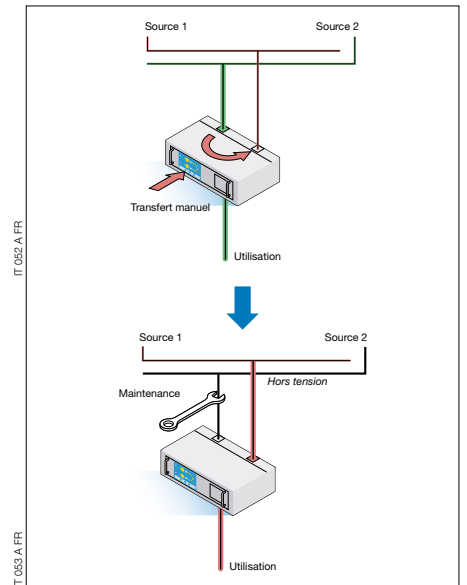 Source 1
Source 2
Transfert manuel
Utilisation
IT 052 A FR
Source 1
Source 2
Hors tension
Maintenance
Utilisation
IT 053 A FR